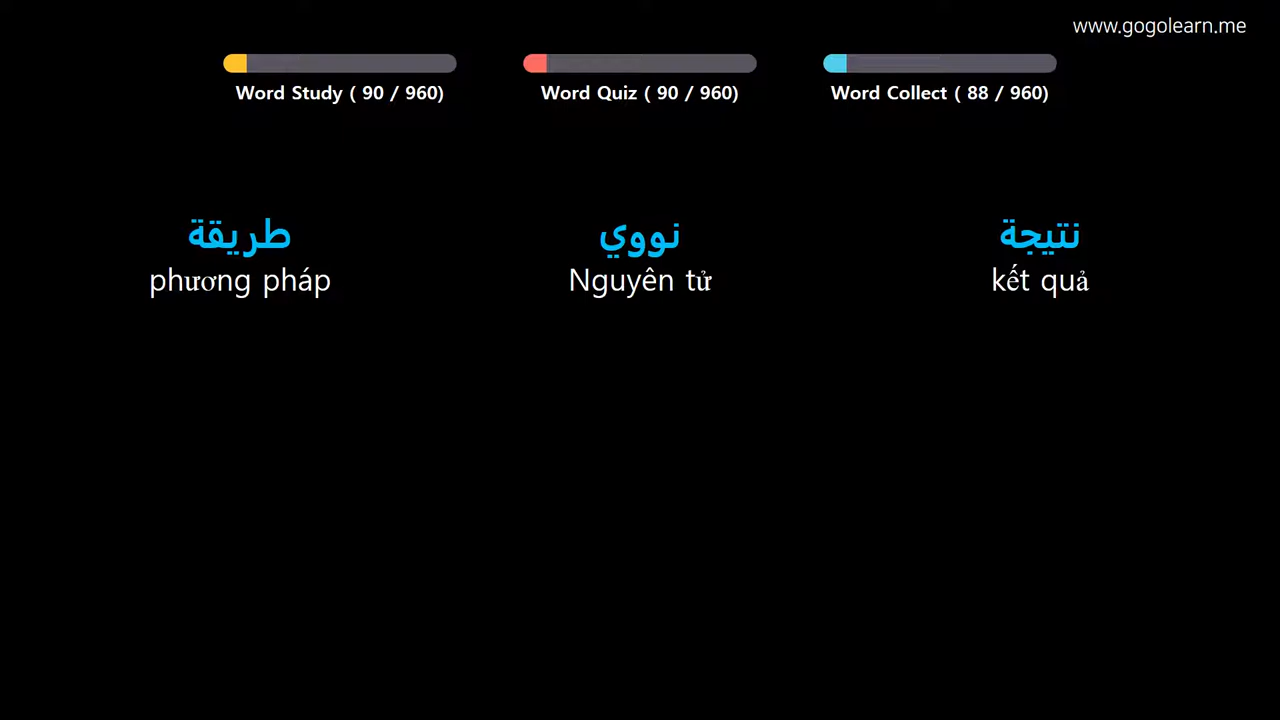 www.gogolearn.me
Word Study ( 90 / 960)
Word Quiz ( 90 / 960)
Word Collect ( 88 / 960)
طريقة
phương pháp
نووي
Nguyên tử
نتيجة
kết quả